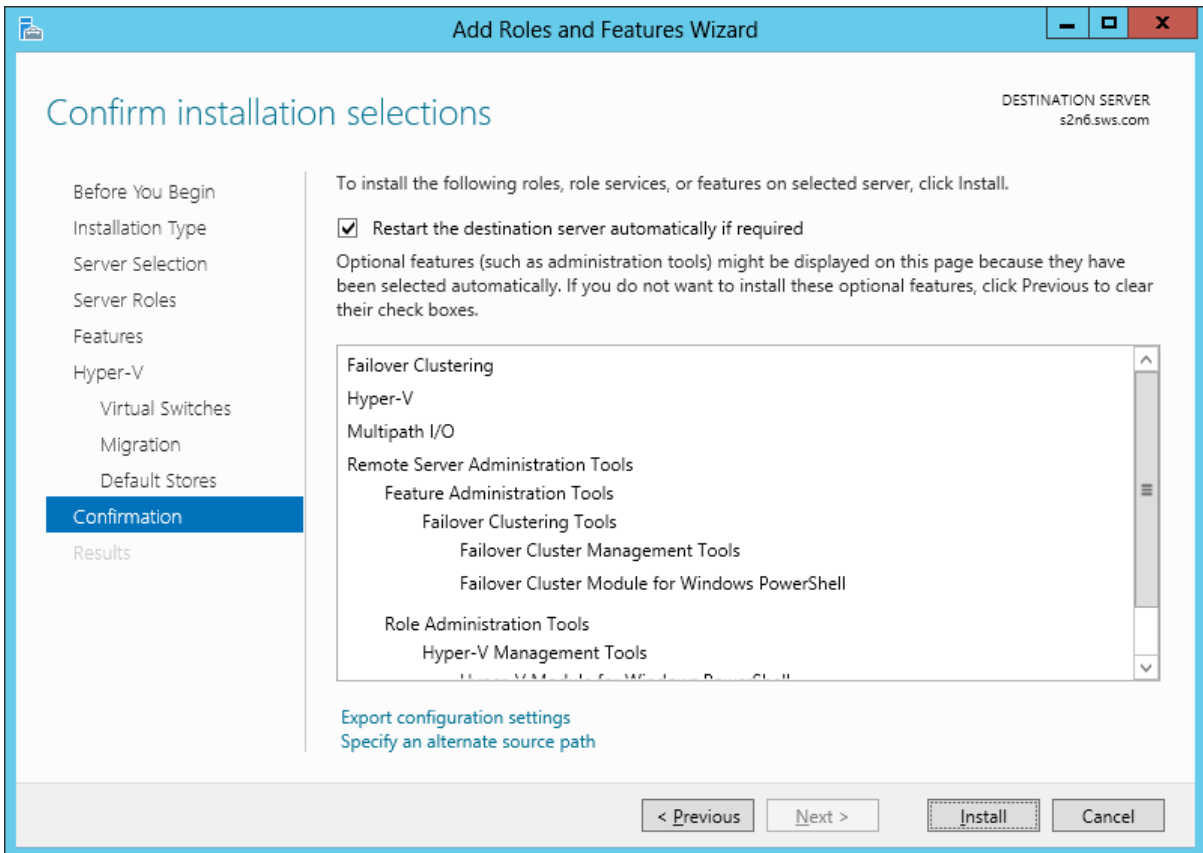 Add Roles and Features Wizard
Confirm installation selections
DESTINATION SERVER
s2n6.sws.com
Before You Begin
Installation Type
Server Selection
Server Roles
Features
Hyper-V
Virtual Switches
Migration
Default Stores
Confirmation
Results
To install the following roles, role services, or features on selected server, click Install.
Restart the destination server automatically if required
Optional features (such as administration tools) might be displayed on this page because they have
been selected automatically. If you do not want to install these optional features, click Previous to clear
their check boxes.
Failover Clustering
Hyper-V
Multipath I/O
Remote Server Administration Tools
Feature Administration Tools
Failover Clustering Tools
Failover Cluster Management Tools
Failover Cluster Module for Windows PowerShell
Role Administration Tools
Hyper-V Management Tools
Hyper-V Module for Windows PowerShell
Export configuration settings
Specify an alternate source path
< Previous
Next >
Install
Cancel